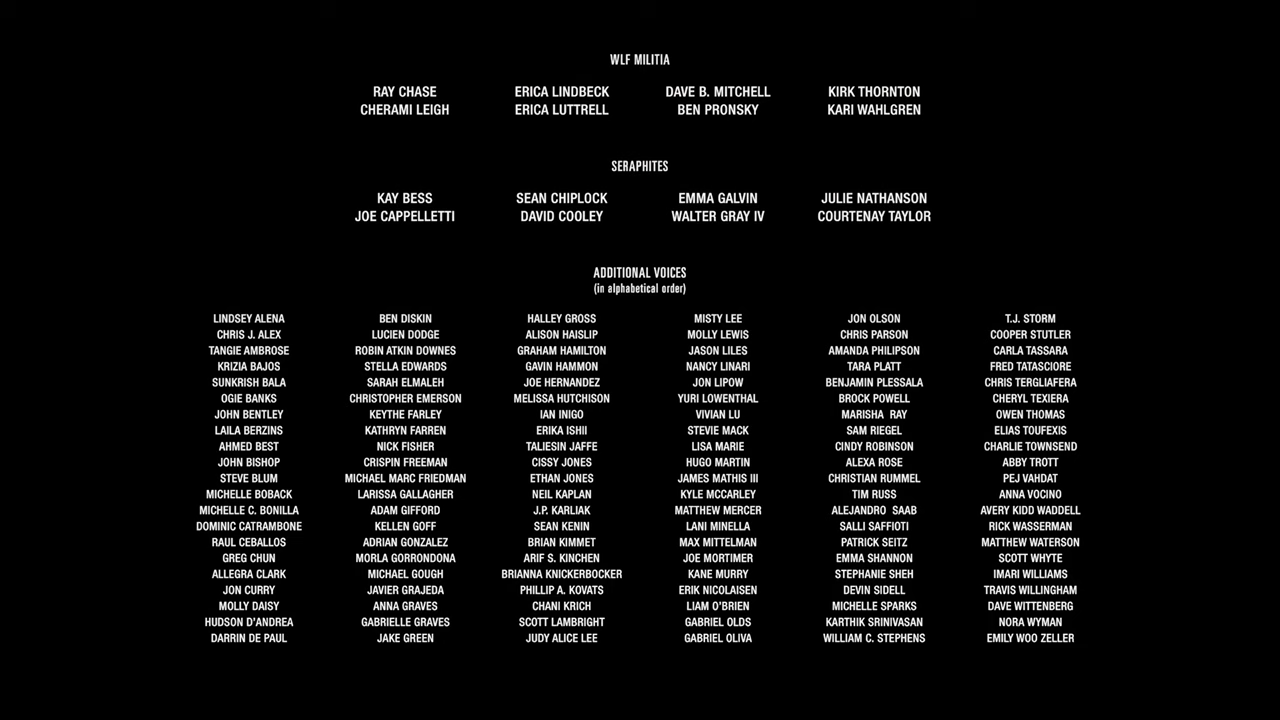 WLF MILITIA
RAY CHASE ERICA LINDBECK DAVE B. MITCHELL KIRK THORNTON
CHERAMI LEIGH ERICA LUTTRELL BEN PRONSKY KARI WAHLGREN
SERAPHITES
KAY BESS SEAN CHIPLOCK EMMA GALVIN JULIE NATHANSON
JOE CAPPELLETTI DAVID COOLEY WALTER GRAY IV COURTENAY TAYLOR
ADDITIONAL VOICES
(in alphabetical order)
LINDSEY ALENA BEN DISKIN HALLEY GROSS MISTY LEE JON OLSON T.J. STORM
CHRIS J. ALEX LUCIEN DODGE ALISON HAISLIP MOLLY LEWIS CHRIS PARSON COOPER STUTLER
TANGIE AMBROSE ROBIN ATKIN DOWNES GRAHAM HAMILTON JASON LILES AMANDA PHILIPSON CARLA TASSARA
KRIZIA BAJOS STELLA EDWARDS GAVIN HAMMON NANCY LINARI TARA PLATT FRED TATASCIORE
SUNKRISH BALA SARAH ELMALEH JOE HERNANDEZ JON LIPOW BENJAMIN PLESSALA CHRIS TERGLIAFERA
OGIE BANKS CHRISTOPHER EMERSON MELISSA HUTCHISON YURI LOWENTHAL BROCK POWELL CHERYL TEXIERA
JOHN BENTLEY KEYTHE FARLEY IAN INIGO VIVIAN LU MARISHA RAY OWEN THOMAS
LAILA BERZINS KATHRYN FARREN ERIKA ISHII STEVIE MACK SAM RIEGEL ELIAS TOUFEXIS
AHMED BEST NICK FISHER TALIESIN JAFFE LISA MARIE CINDY ROBINSON CHARLIE TOWNSEND
JOHN BISHOP CRISPIN FREEMAN CISSY JONES HUGO MARTIN ALEXA ROSE ABBY TROTT
STEVE BLUM MICHAEL MARC FRIEDMAN ETHAN JONES JAMES MATHIS III CHRISTIAN RUMMEL PEJ VAHDAT
MICHELLE BOBACK LARISSA GALLAGHER NEIL KAPLAN KYLE MCCARLEY TIM RUSS ANNA VOCINO
MICHELLE C. BONILLA ADAM GIFFORD J.P. KARLIAK MATTHEW MERCER ALEJANDRO SAAB AVERY KIDD WADDELL
DOMINIC CATRAMBONE KELLEN GOFF SEAN KENIN LANI MINELLA SALLI SAFFIOTI RICK WASSERMAN
RAUL CEBALLOS ADRIAN GONZALEZ BRIAN KIMMET MAX MITTELMAN PATRICK SEITZ MATTHEW WATERSON
GREG CHUN MORLA GORRONDONA ARIF S. KINCHEN JOE MORTIMER EMMA SHANNON SCOTT WHYTE
ALLEGRA CLARK MICHAEL GOUGH BRIANNA KNICKERBOCKER KANE MURRY STEPHANIE SHEH IMARI WILLIAMS
JON CURRY JAVIER GRAJEDA PHILLIP A. KOVATS ERIK NICOLAISEN DEVIN SIDELL TRAVIS WILLINGHAM
MOLLY DAISY ANNA GRAVES CHANI KRICH LIAM O'BRIEN MICHELLE SPARKS DAVE WITTENBERG
HUDSON D'ANDREA GABRIELLE GRAVES SCOTT LAMBRIGHT GABRIEL OLDS KARTHIK SRINIVASAN NORA WYMAN
DARRIN DE PAUL JAKE GREEN JUDY ALICE LEE GABRIEL OLIVA WILLIAM C. STEPHENS EMILY WOO ZELLER